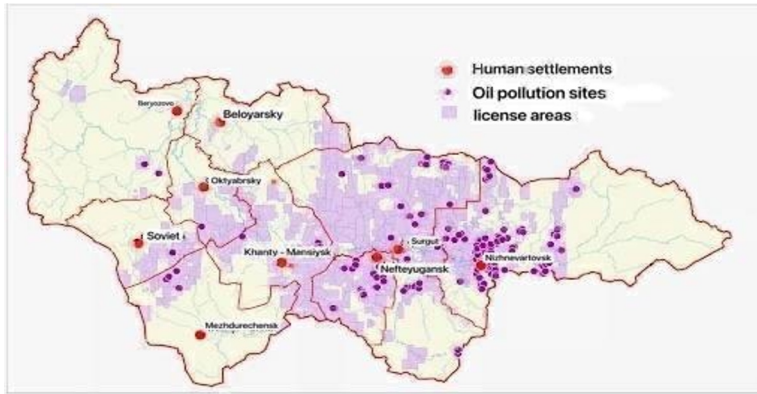 Human settlements
Oil pollution sites
license areas
Beryozovo
Beloyarsky
Oktyabrsky
Soviet
Khanty - Mansiysk
Surgut
Nefteyugansk
Nizhnevartovsk
Mezhdurechensk